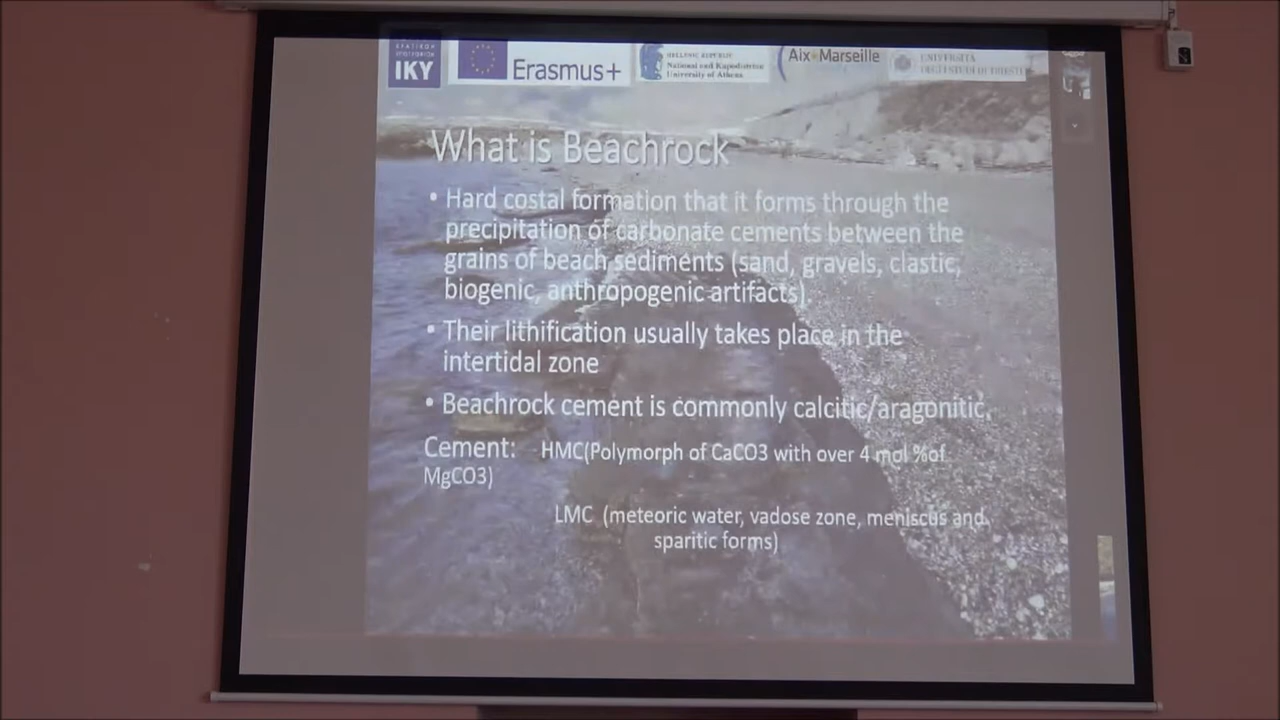 IKY
Erasmus+
HELLENIC REPUBLIC
National and Kapodistrian
University of Athens
Aix*Marseille
UNIVERSITÀ
DEGLI STUDI DI TRIESTE
What is Beachrock
• Hard costal formation that it forms through the
precipitation of carbonate cements between the
grains of beach sediments (sand, gravels, clastic,
biogenic, anthropogenic artifacts).
• Their lithification usually takes place in the
intertidal zone
• Beachrock cement is commonly calcitic/aragonitic.
Cement: HMC(Polymorph of CaCO3 with over 4 mol %of
MgCO3)
LMC (meteoric water, vadose zone, meniscus and
sparitic forms)